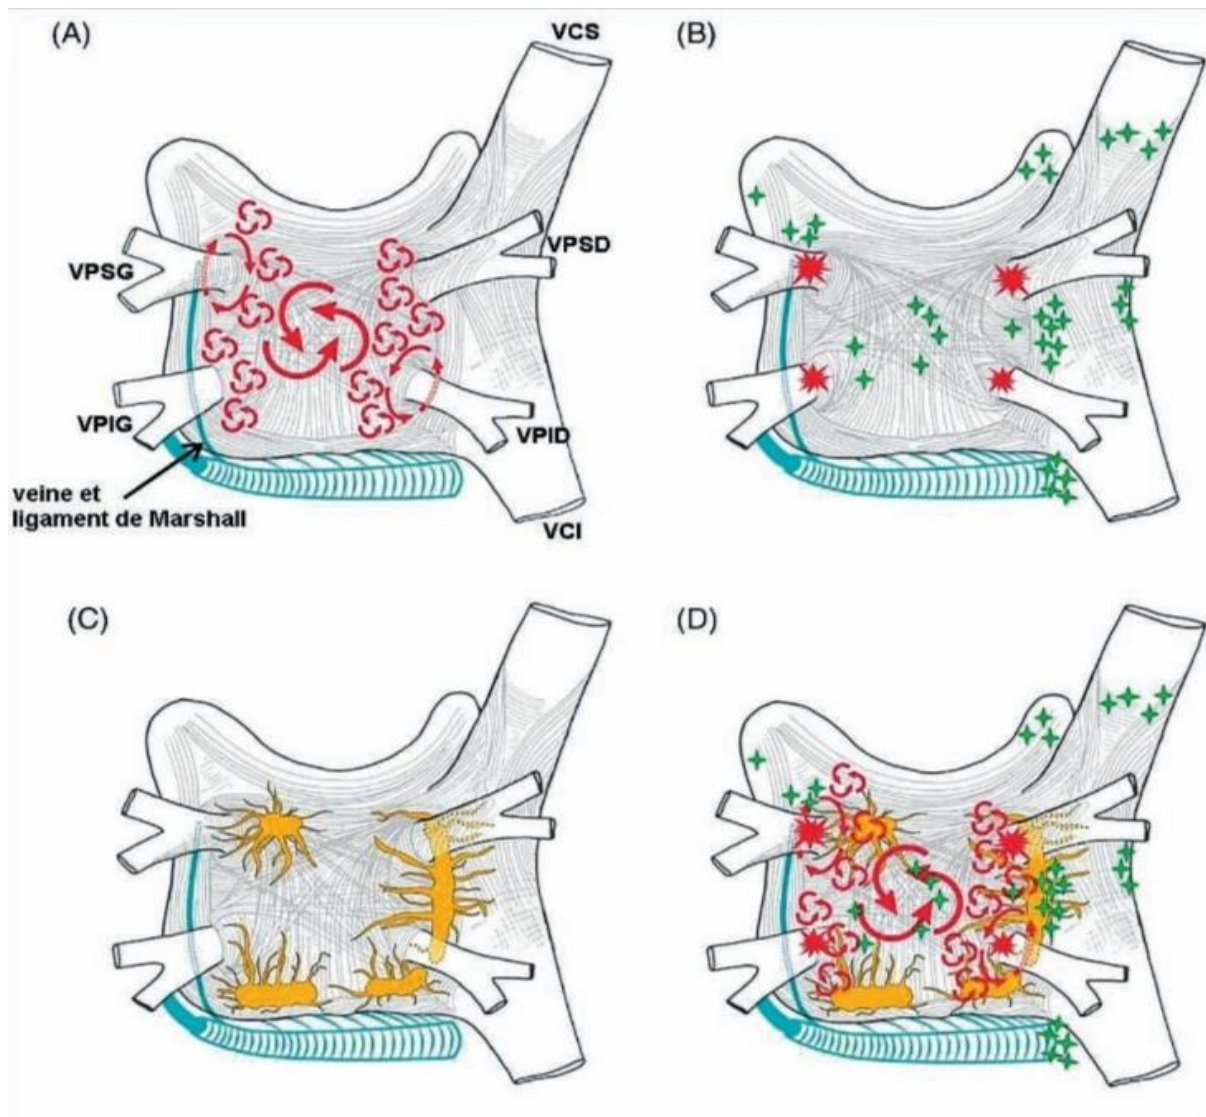 (A)
VCS
(B)
VPSG
VPSD
VPIG
VPID
veine et
ligament de Marshall
VCI
(C)
(D)